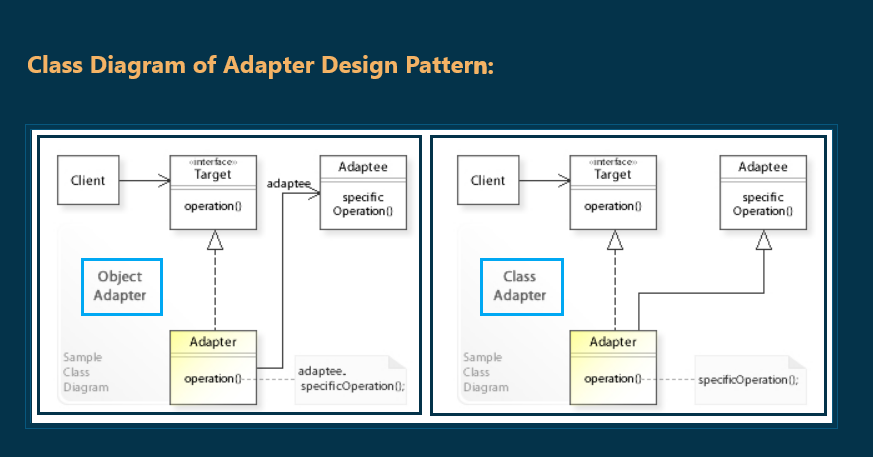 Class Diagram of Adapter Design Pattern:
Client
«interface»
Target
operation()
adaptee
Adaptee
specific
Operation()
Object
Adapter
Adapter
operation()
adaptee.
specificOperation();
Sample
Class
Diagram
Client
«interface»
Target
operation()
Adaptee
specific
Operation()
Class
Adapter
Adapter
operation()
specificOperation();
Sample
Class
Diagram